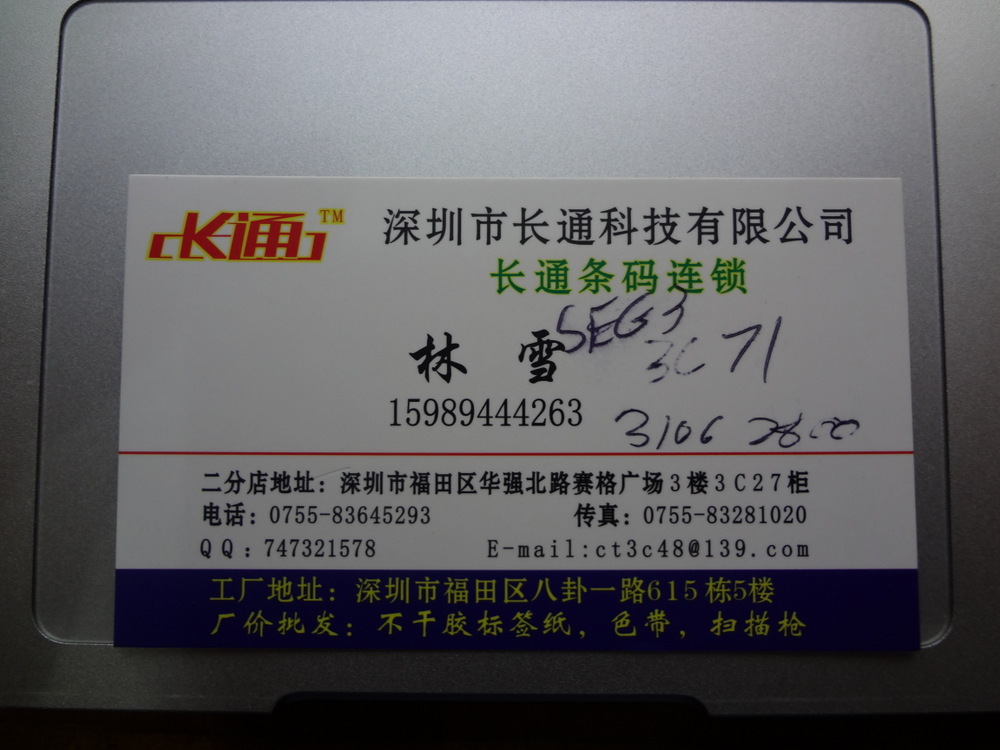 长通 TM
深圳市长通科技有限公司
长通条码连锁
SEG3
3C 71
林 雪
15989444263
3106 2800
二分店地址：深圳市福田区华强北路赛格广场3楼3C27柜
电话：0755-83645293 传真：0755-83281020
QQ：747321578 E-mail:ct3c48@139.com
工厂地址：深圳市福田区八卦一路615栋5楼
厂价批发：不干胶标签纸，色带，扫描枪